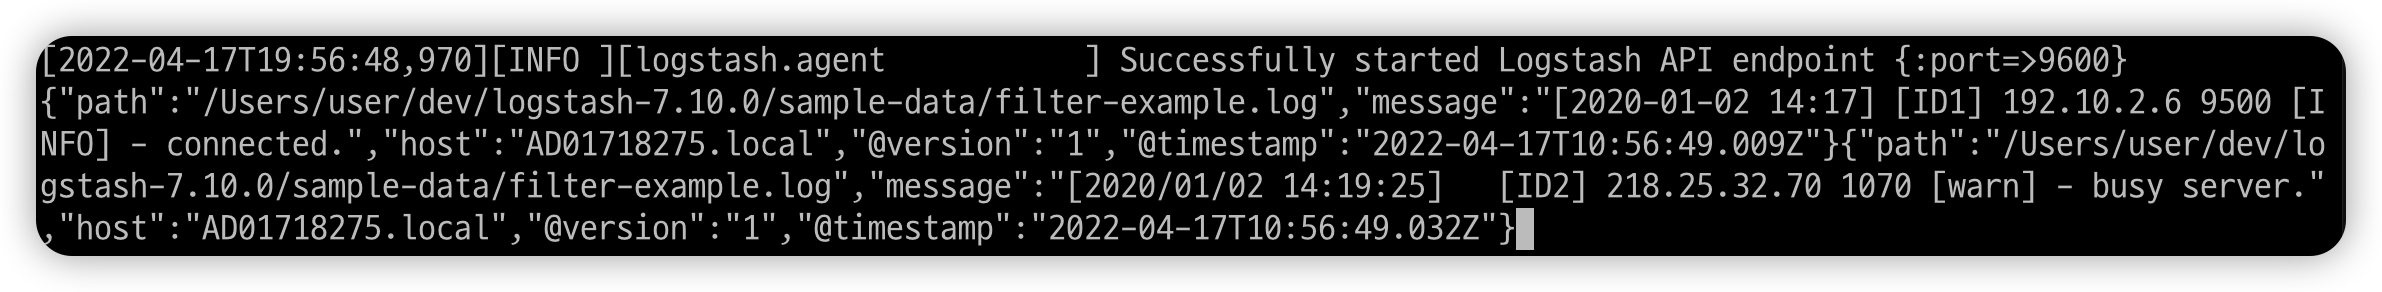 [2022-04-17T19:56:48,970][INFO ][logstash.agent           ] Successfully started Logstash API endpoint {:port=>9600}
{"path":"/Users/user/dev/logstash-7.10.0/sample-data/filter-example.log","message":"[2020-01-02 14:17] [ID1] 192.10.2.6 9500 [I
NFO] - connected.","host":"AD01718275.local","@version":"1","@timestamp":"2022-04-17T10:56:49.009Z"}{"path":"/Users/user/dev/lo
gstash-7.10.0/sample-data/filter-example.log","message":"[2020/01/02 14:19:25]   [ID2] 218.25.32.70 1070 [warn] - busy server."
,"host":"AD01718275.local","@version":"1","@timestamp":"2022-04-17T10:56:49.032Z"}